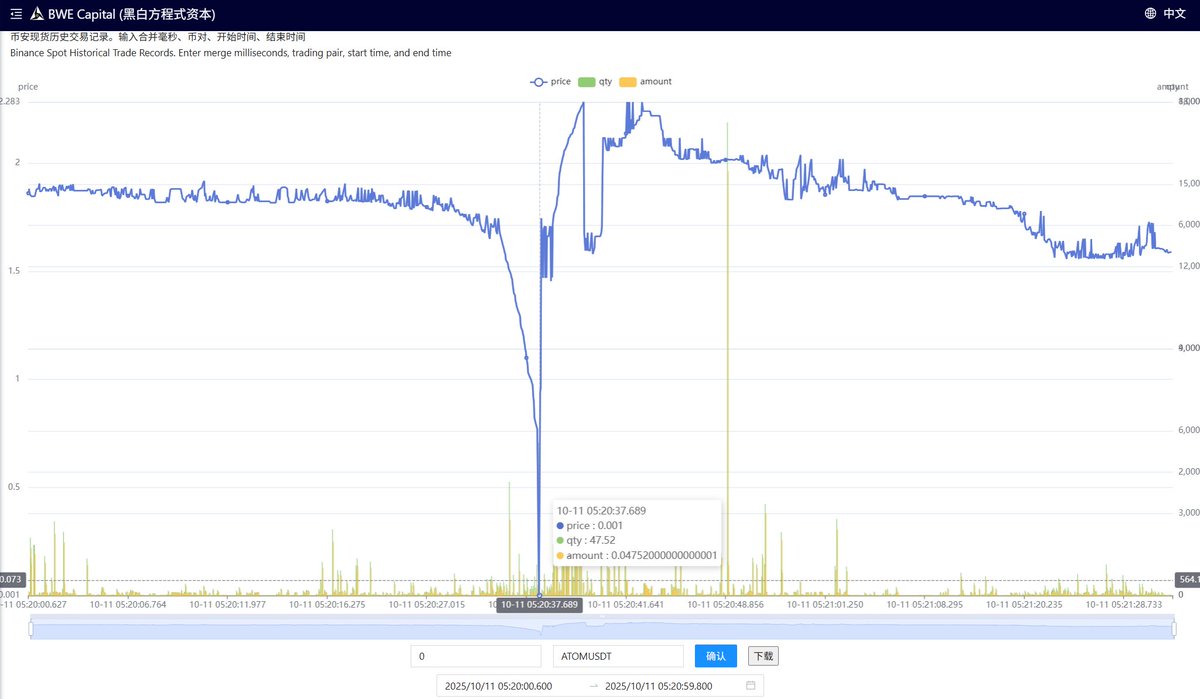 BWE Capital (黑白方程式资本)
中文
币安现货历史交易记录。输入合并毫秒、币对、开始时间、结束时间
Binance Spot Historical Trade Records. Enter merge milliseconds, trading pair, start time, and end time
price qty amount
price
2.283
2
1.5
1
0.5
0.073
0.001
15,000
6,000
12,000
6,000
2,000
3,000
564.1
0
10-11 05:20:37.689
price : 0.001
qty : 47.52
amount : 0.04752000000000001
-11 05:20:00.627
10-11 05:20:06.764
10-11 05:20:11.977
10-11 05:20:16.275
10-11 05:20:27.015
10-11 05:20:37.689
10-11 05:20:41.641
10-11 05:20:48.856
10-11 05:21:01.250
10-11 05:21:08.295
10-11 05:21:20.235
10-11 05:21:28.733
0
ATOMUSDT
确认
下载
2025/10/11 05:20:00.600 → 2025/10/11 05:20:59.800